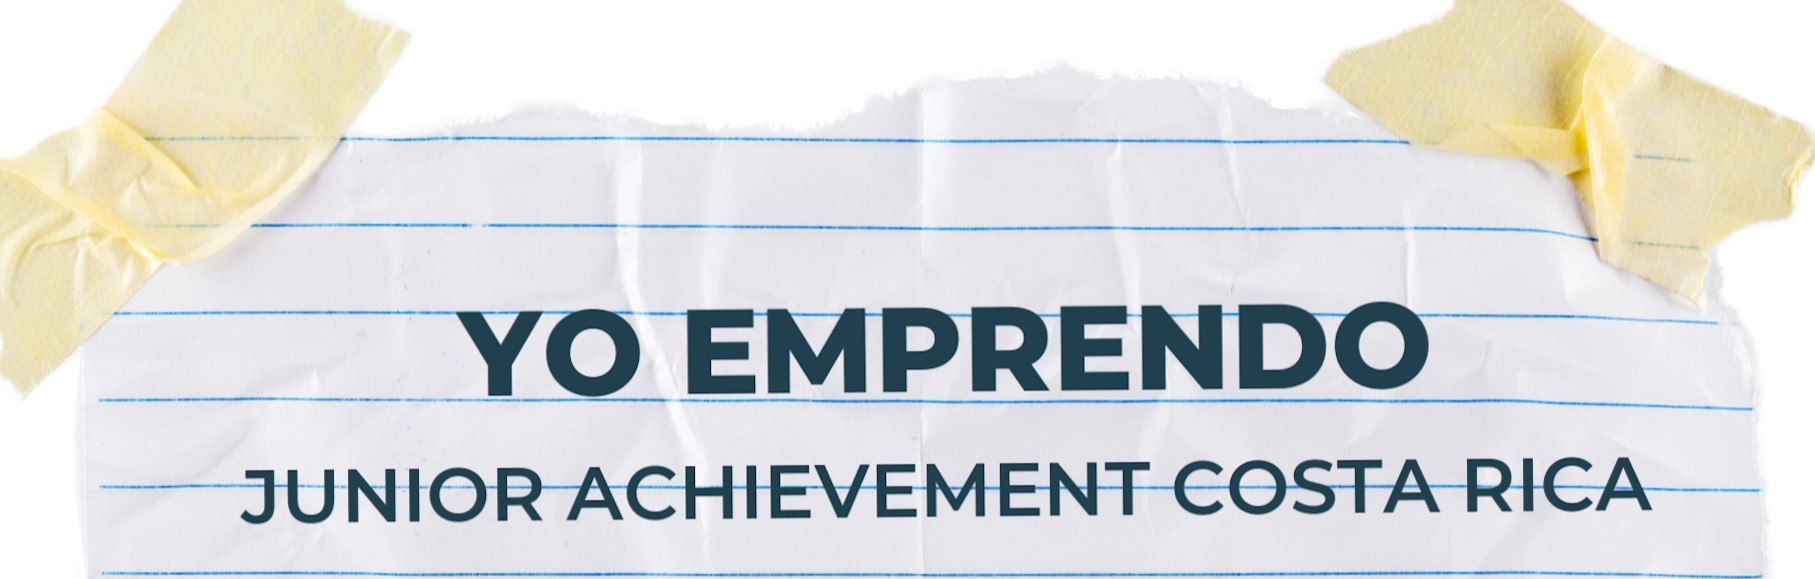 YO EMPRENDO
JUNIOR ACHIEVEMENT COSTA RICA